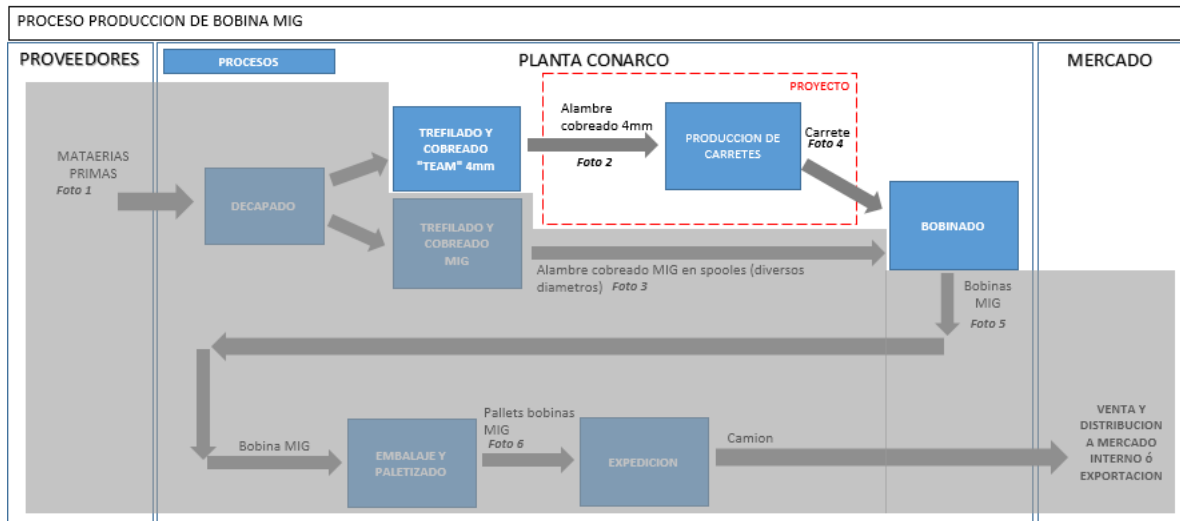 PROCESO PRODUCCION DE BOBINA MIG
PROVEEDORES
PROCESOS
PLANTA CONARCO
MERCADO
PROYECTO
MATAERIAS
PRIMAS
Foto 1
DECAPADO
TREFILADO Y
COBREADO
"TEAM" 4mm
Alambre
cobreado 4mm
Foto 2
PRODUCCION DE
CARRETES
Carrete
Foto 4
TREFILADO Y
COBREADO
MIG
Alambre cobreado MIG en spooles (diversos
diametros) Foto 3
BOBINADO
Bobinas
MIG
Foto 5
Bobina MIG
EMBALAJE Y
PALETIZADO
Pallets bobinas
MIG
Foto 6
EXPEDICION
Camion
VENTA Y
DISTRIBUCION
A MERCADO
INTERNO ó
EXPORTACION